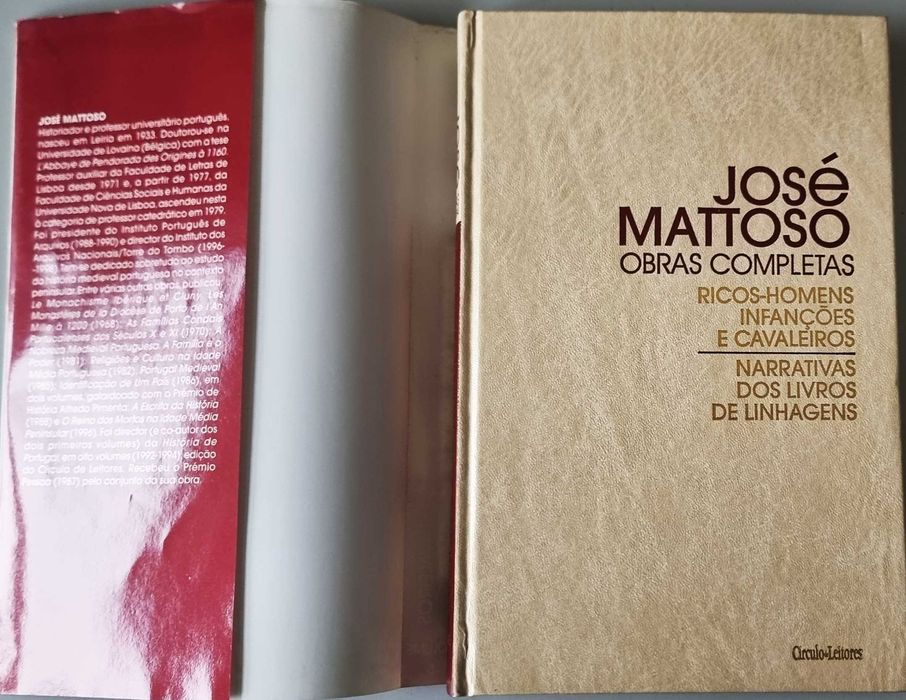 JOSÉ MATTOSO
Historiador e professor universitário português,
nasceu em Leiria em 1933. Doutorou-se na
Universidade de Lovaina (Bélgica) com a tese
L'Abbaye de Pendorada des Origines à 1160.
Professor auxiliar da Faculdade de Letras de
Lisboa desde 1971 e, a partir de 1977, da
Faculdade de Ciências Sociais e Humanas da
Universidade Nova de Lisboa, ascendeu nesta
à categoria de professor catedrático em 1979.
Foi presidente do Instituto Português de
Arquivos (1988-1990) e director do Instituto dos
Arquivos Nacionais/Torre do Tombo (1996-
-1998). Tem-se dedicado sobretudo ao estudo
da história medieval portuguesa no contexto
peninsular. Entre várias outras obras, publicou
Le Monachisme Ibérique et Cluny. Les
Monastères de la Diocèse de Porto de l'An
Mille à 1200 (1968); As Famílias Condais
Portucalenses dos Séculos X e XI (1970); A
Nobreza Medieval Portuguesa. A Família e o
Poder (1981); Religião e Cultura na Idade
Média Portuguesa (1982); Portugal Medieval
(1985); Identificação de Um País (1986), em
dois volumes, galardoado com o Prémio de
História Alfredo Pimenta; A Escrita da História
(1988) e O Reino dos Mortos na Idade Média
Peninsular (1996). Foi director (e co-autor dos
dois primeiros volumes) da História de
Portugal, em oito volumes (1992-1994), edição
do Círculo de Leitores. Recebeu o Prémio
Pessoa (1987) pelo conjunto da sua obra.
JOSÉ
MATTOSO
OBRAS COMPLETAS
RICOS-HOMENS
INFANÇÕES
E CAVALEIROS
NARRATIVAS
DOS LIVROS
DE LINHAGENS
Círculo de Leitores